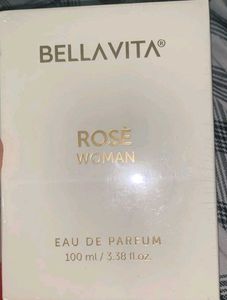 BELLAVITA®
ROSÈ
WOMAN
EAU DE PARFUM
100 ml / 3.38 fl.oz.